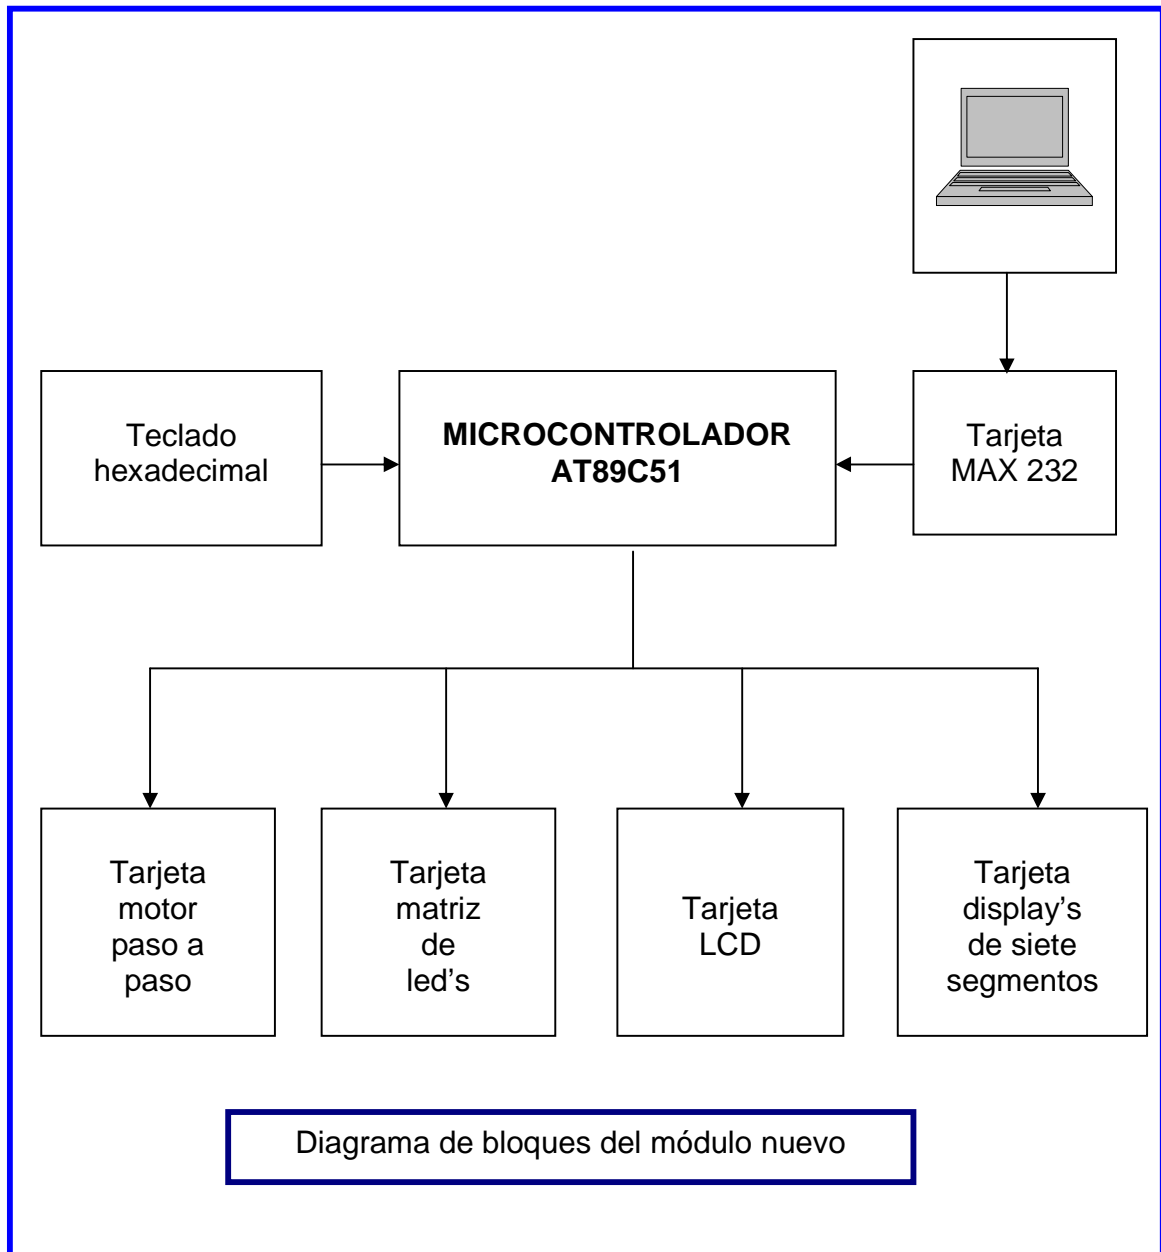 Teclado
hexadecimal
MICROCONTROLADOR
AT89C51
Tarjeta
MAX 232
Tarjeta
motor
paso a
paso
Tarjeta
matriz
de
led's
Tarjeta
LCD
Tarjeta
display's
de siete
segmentos
Diagrama de bloques del módulo nuevo